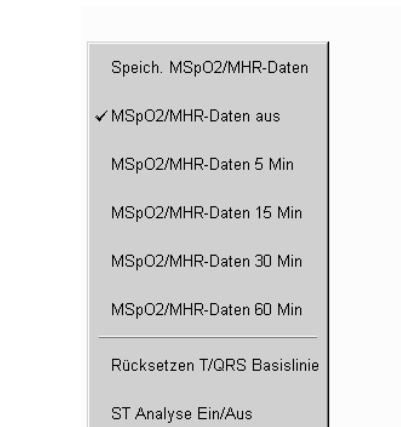 Speich. MSpO2/MHR-Daten
✓ MSpO2/MHR-Daten aus
MSpO2/MHR-Daten 5 Min
MSpO2/MHR-Daten 15 Min
MSpO2/MHR-Daten 30 Min
MSpO2/MHR-Daten 60 Min
Rücksetzen T/QRS Basislinie
ST Analyse Ein/Aus